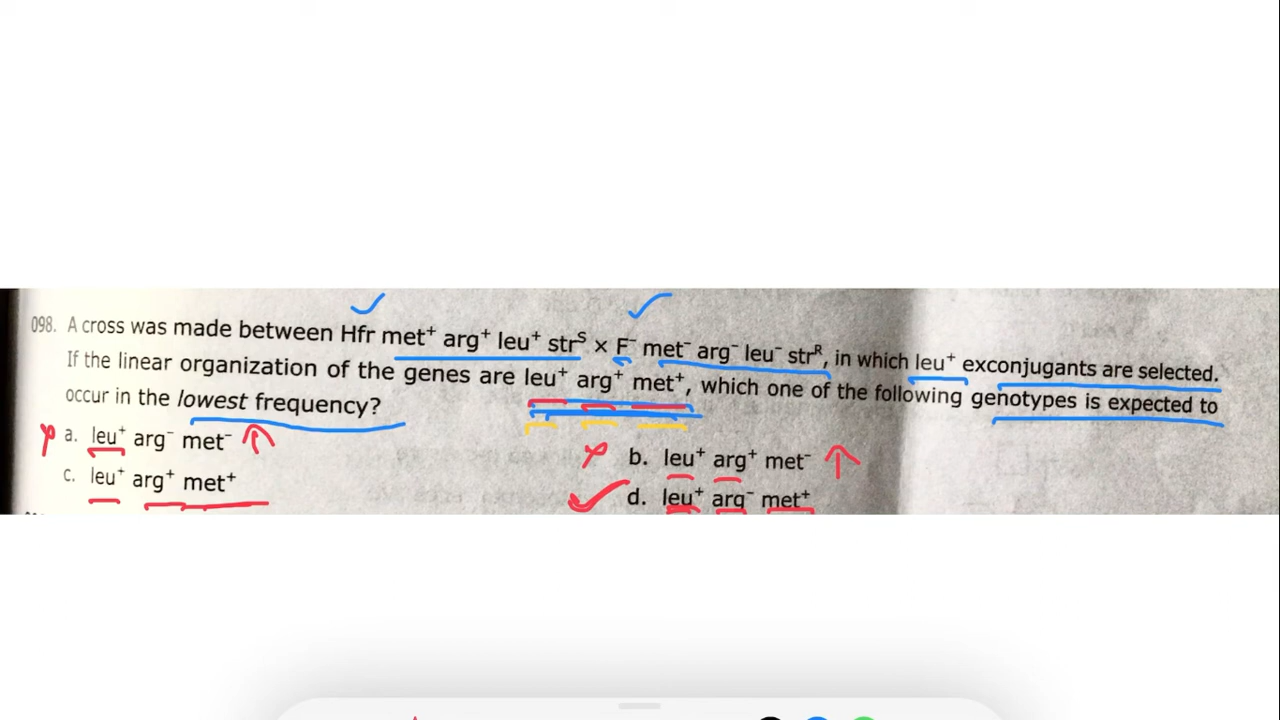 098. A cross was made between Hfr met⁺ arg⁺ leu⁺ strˢ × F⁻ met⁻ arg⁻ leu⁻ strᴿ, in which leu⁺ exconjugants are selected.
If the linear organization of the genes are leu⁺ arg⁺ met⁺, which one of the following genotypes is expected to
occur in the lowest frequency?
a. leu⁺ arg⁻ met⁻
b. leu⁺ arg⁺ met⁻
c. leu⁺ arg⁺ met⁺
d. leu⁺ arg⁻ met⁺